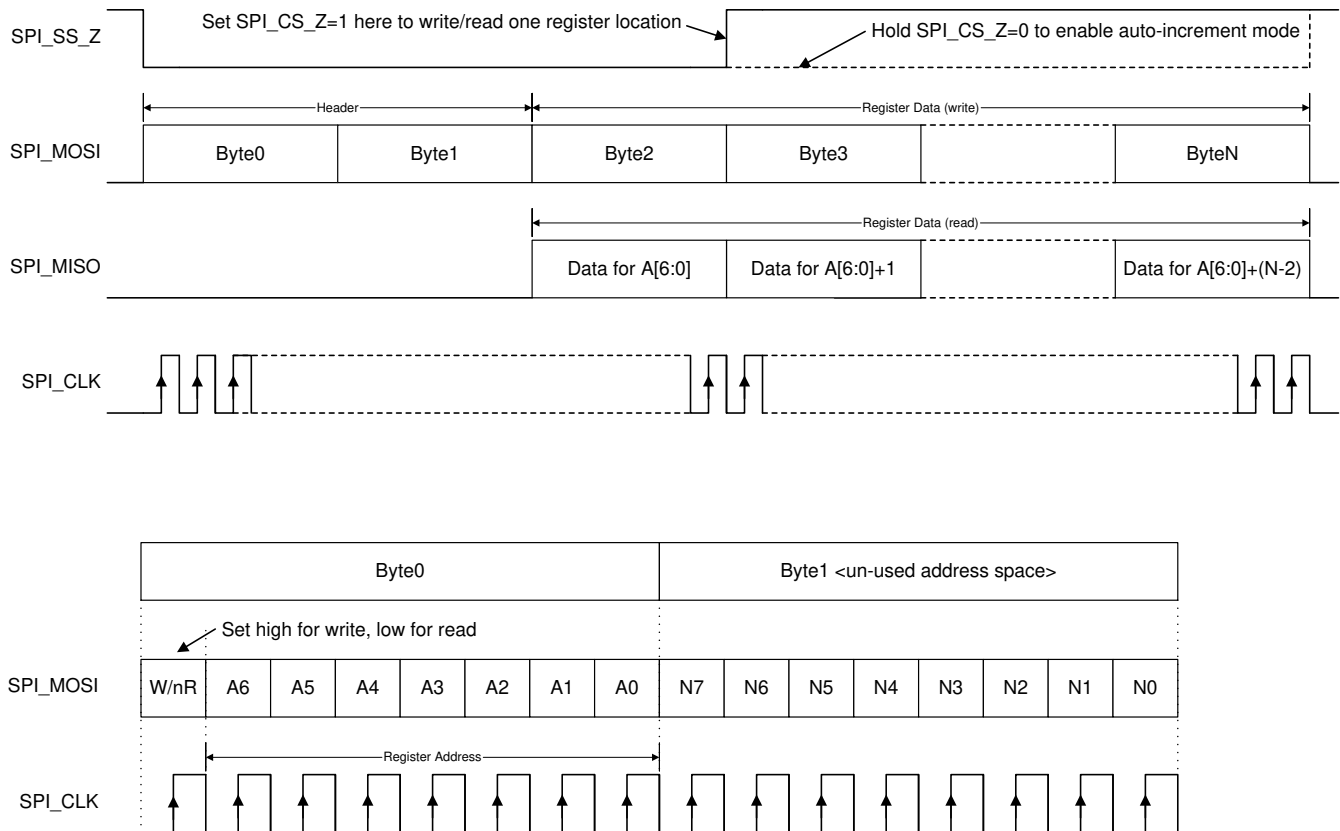 Set SPI_CS_Z=1 here to write/read one register location
Hold SPI_CS_Z=0 to enable auto-increment mode
SPI_SS_Z
Header
Register Data (write)
SPI_MOSI
Byte0
Byte1
Byte2
Byte3
ByteN
Register Data (read)
SPI_MISO
Data for A[6:0]
Data for A[6:0]+1
Data for A[6:0]+(N-2)
SPI_CLK
Byte0
Byte1 <un-used address space>
Set high for write, low for read
SPI_MOSI
W/nR
A6
A5
A4
A3
A2
A1
A0
N7
N6
N5
N4
N3
N2
N1
N0
Register Address
SPI_CLK